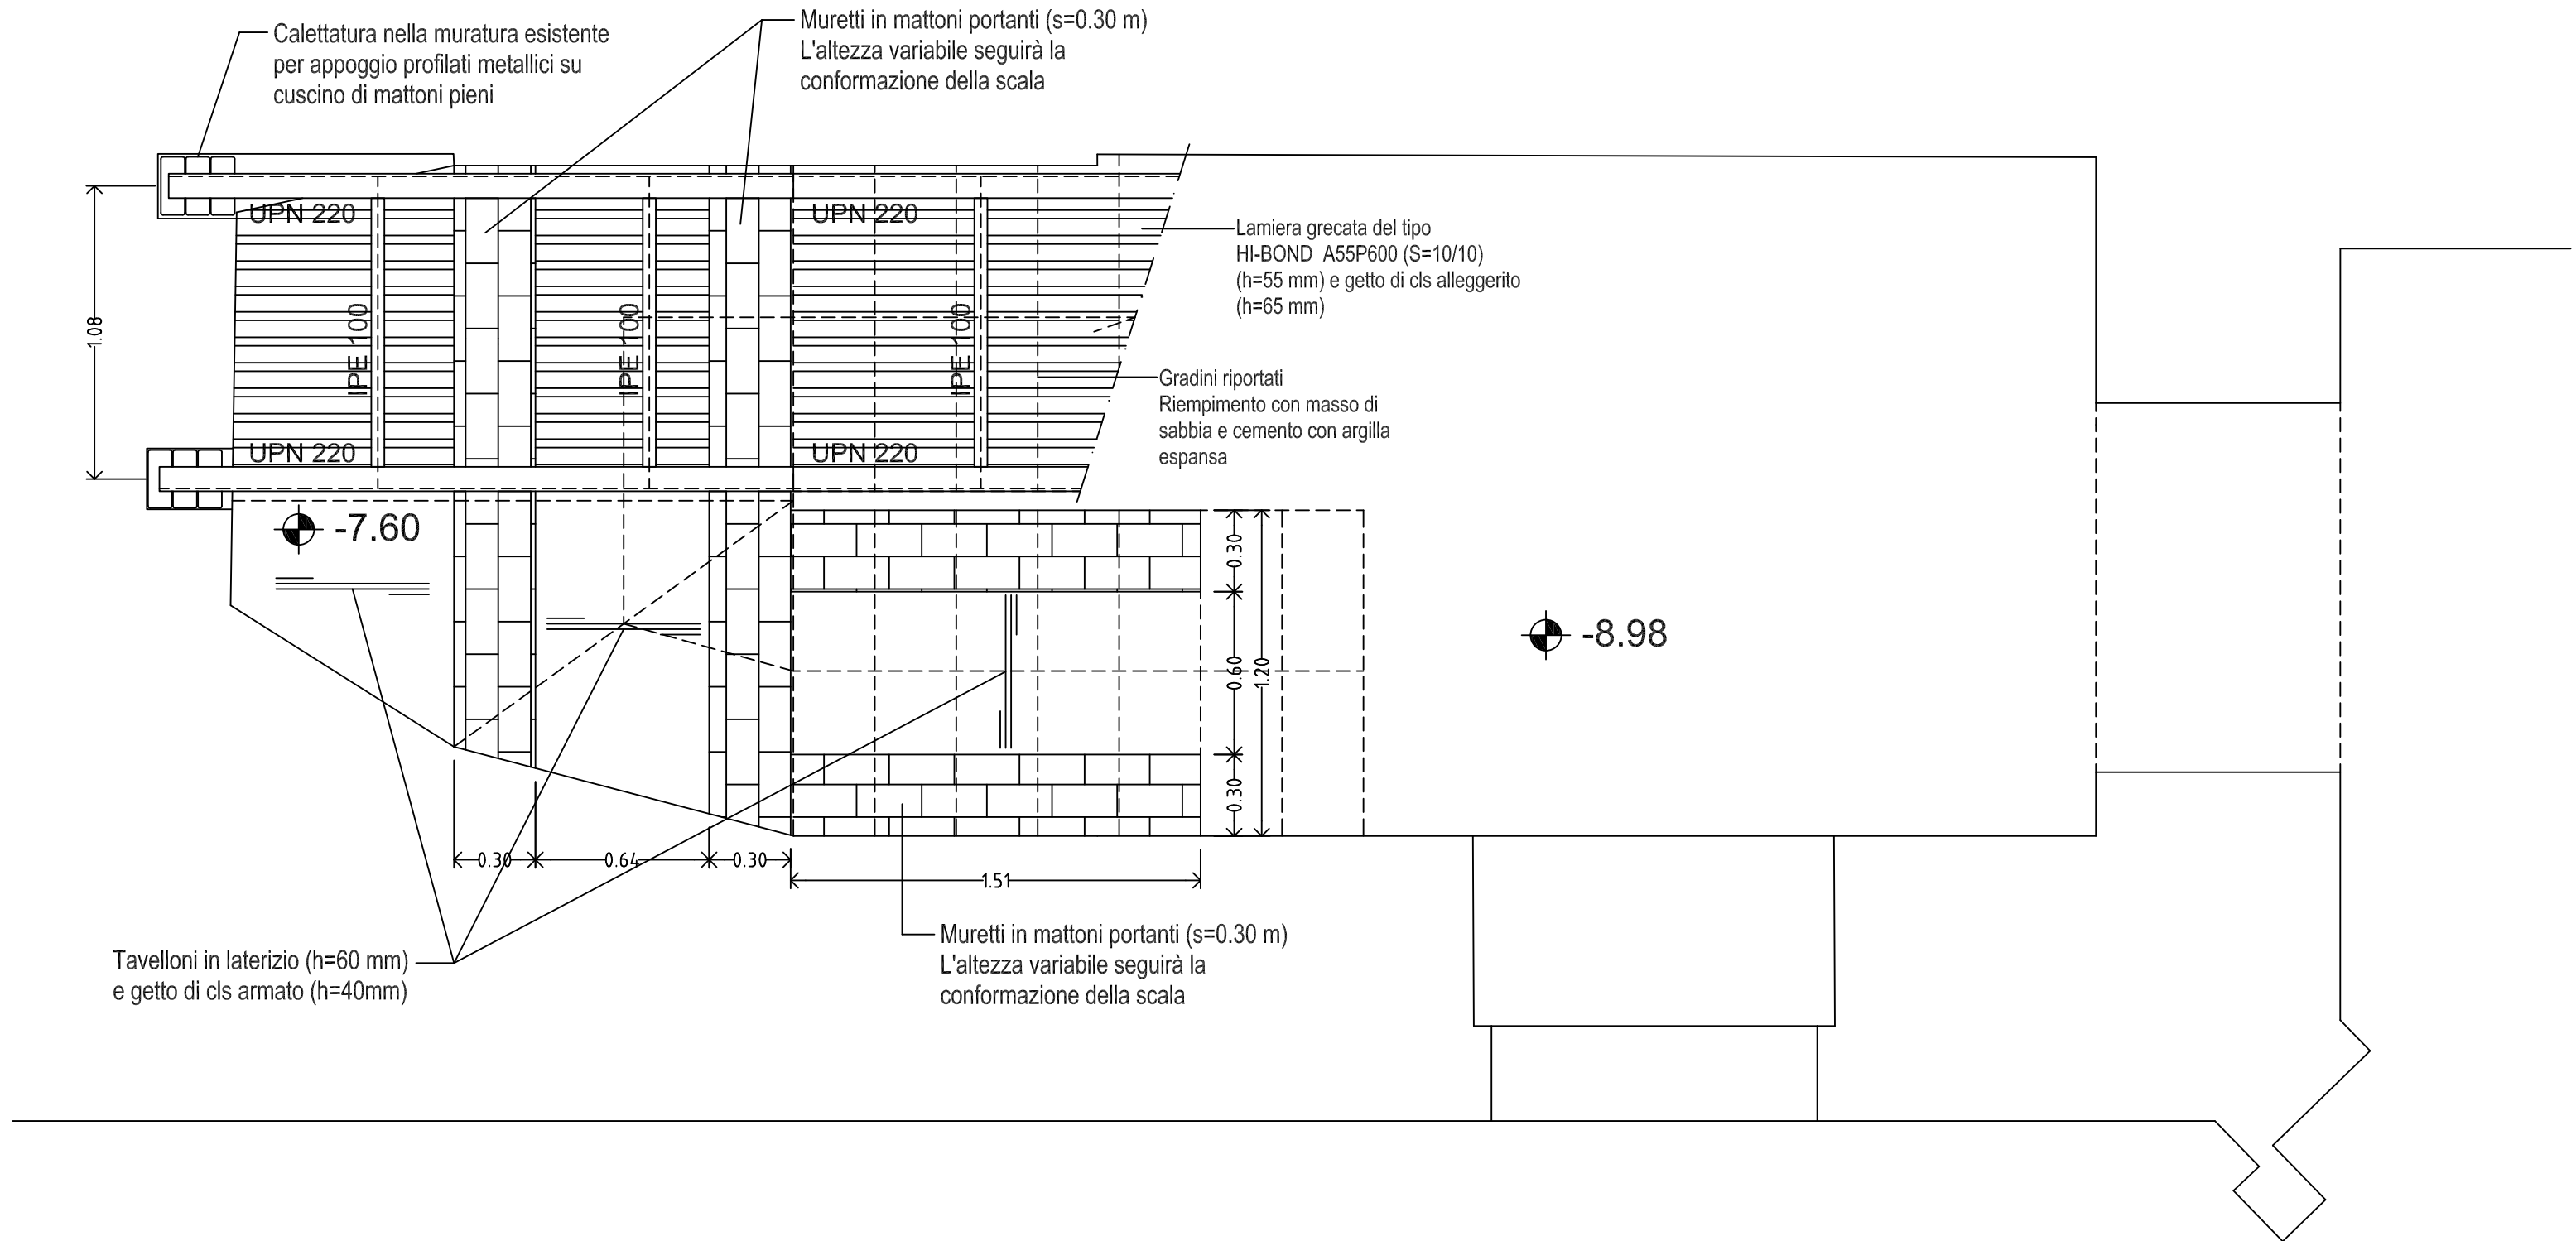 Calettatura nella muratura esistente
per appoggio profilati metallici su
cuscino di mattoni pieni
Muretti in mattoni portanti (s=0.30 m)
L'altezza variabile seguirà la
conformazione della scala
UPN 220
UPN 220
Lamiera grecata del tipo
HI-BOND A55P600 (S=10/10)
(h=55 mm) e getto di cls alleggerito
(h=65 mm)
1.08
IPE 100
IPE 100
IPE 100
Gradini riportati
Riempimento con masso di
sabbia e cemento con argilla
espansa
UPN 220
UPN 220
-7.60
0.30
0.60
1.20
0.30
-8.98
0.30
0.64
0.30
1.51
Muretti in mattoni portanti (s=0.30 m)
L'altezza variabile seguirà la
conformazione della scala
Tavelloni in laterizio (h=60 mm)
e getto di cls armato (h=40mm)